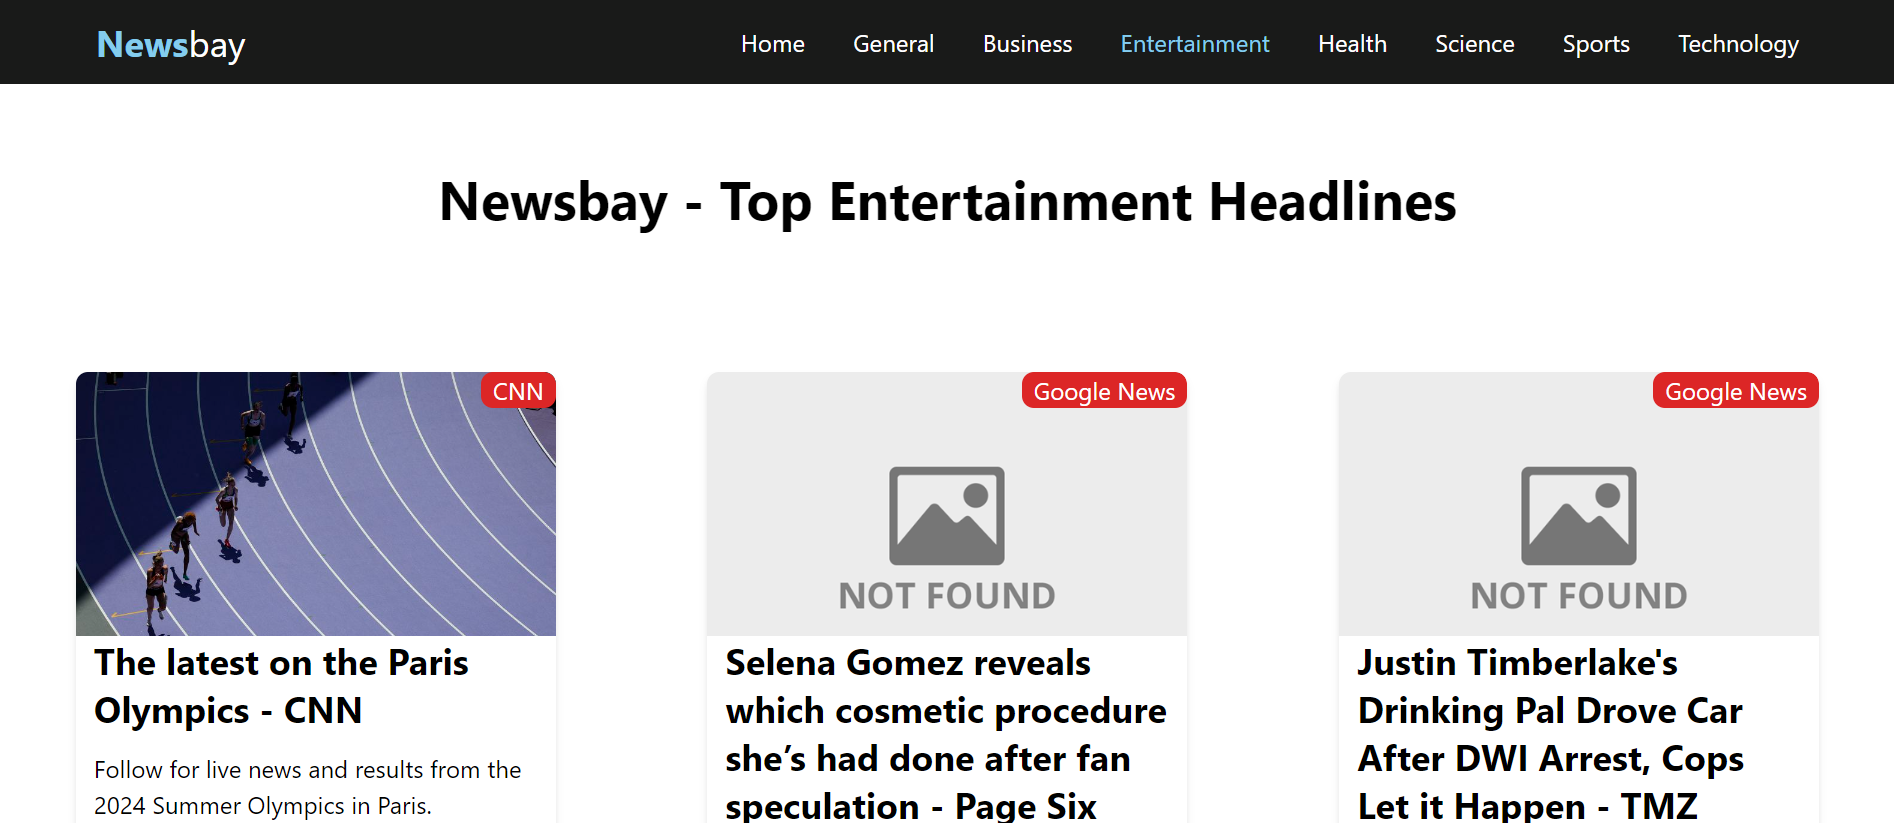 Newsbay
Home General Business Entertainment Health Science Sports Technology
Newsbay - Top Entertainment Headlines
CNN
The latest on the Paris
Olympics - CNN
Follow for live news and results from the
2024 Summer Olympics in Paris.
Google News
NOT FOUND
Selena Gomez reveals
which cosmetic procedure
she’s had done after fan
speculation - Page Six
Google News
NOT FOUND
Justin Timberlake's
Drinking Pal Drove Car
After DWI Arrest, Cops
Let it Happen - TMZ